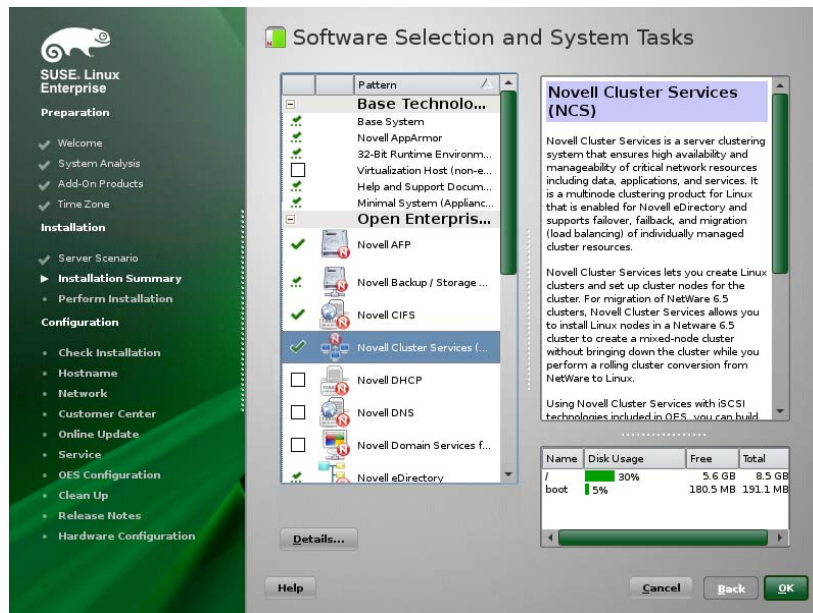 SUSE. Linux
Enterprise
Preparation
Welcome
System Analysis
Add-On Products
Time Zone
Installation
Server Scenario
Installation Summary
Perform Installation
Configuration
Check Installation
Hostname
Network
Customer Center
Online Update
Service
OES Configuration
Clean Up
Release Notes
Hardware Configuration
Software Selection and System Tasks
Pattern
Base Technolo...
Base System
Novell AppArmor
32-Bit Runtime Environm...
Virtualization Host (non-e...
Help and Support Docum...
Minimal System (Applianc...
Open Enterpris...
Novell AFP
Novell Backup / Storage ...
Novell CIFS
Novell Cluster Services (...
Novell DHCP
Novell DNS
Novell Domain Services f...
Novell eDirectory
Details...
Novell Cluster Services
(NCS)
Novell Cluster Services is a server clustering
system that ensures high availability and
manageability of critical network resources
including data, applications, and services. It
is a multinode clustering product for Linux
that is enabled for Novell eDirectory and
supports failover, failback, and migration
(load balancing) of individually managed
cluster resources.
Novell Cluster Services lets you create Linux
clusters and set up cluster nodes for the
cluster. For migration of NetWare 6.5
clusters, Novell Cluster Services allows you
to install Linux nodes in a Netware 6.5
cluster to create a mixed-node cluster
without bringing down the cluster while you
perform a rolling cluster conversion from
NetWare to Linux.
Using Novell Cluster Services with iSCSI
technologies included in OES, you can build
Name Disk Usage Free Total
/ 30% 5.6 GB 8.5 GB
boot 5% 180.5 MB 191.1 MB
Help
Cancel
Back
OK